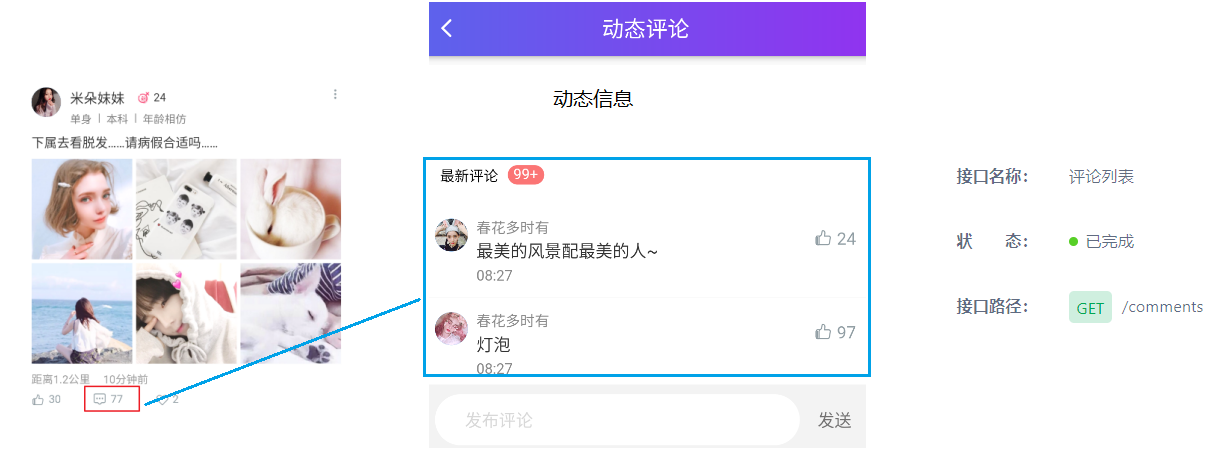 米朵妹妹 24
单身 | 本科 | 年龄相仿
下属去看脱发……请病假合适吗……
距离1.2公里 10分钟前
30 77 2
动态评论
动态信息
最新评论 99+
春花多时有
最美的风景配最美的人~
08:27
24
春花多时有
灯泡
08:27
97
发布评论 发送
接口名称： 评论列表
状 态： 已完成
接口路径： GET /comments